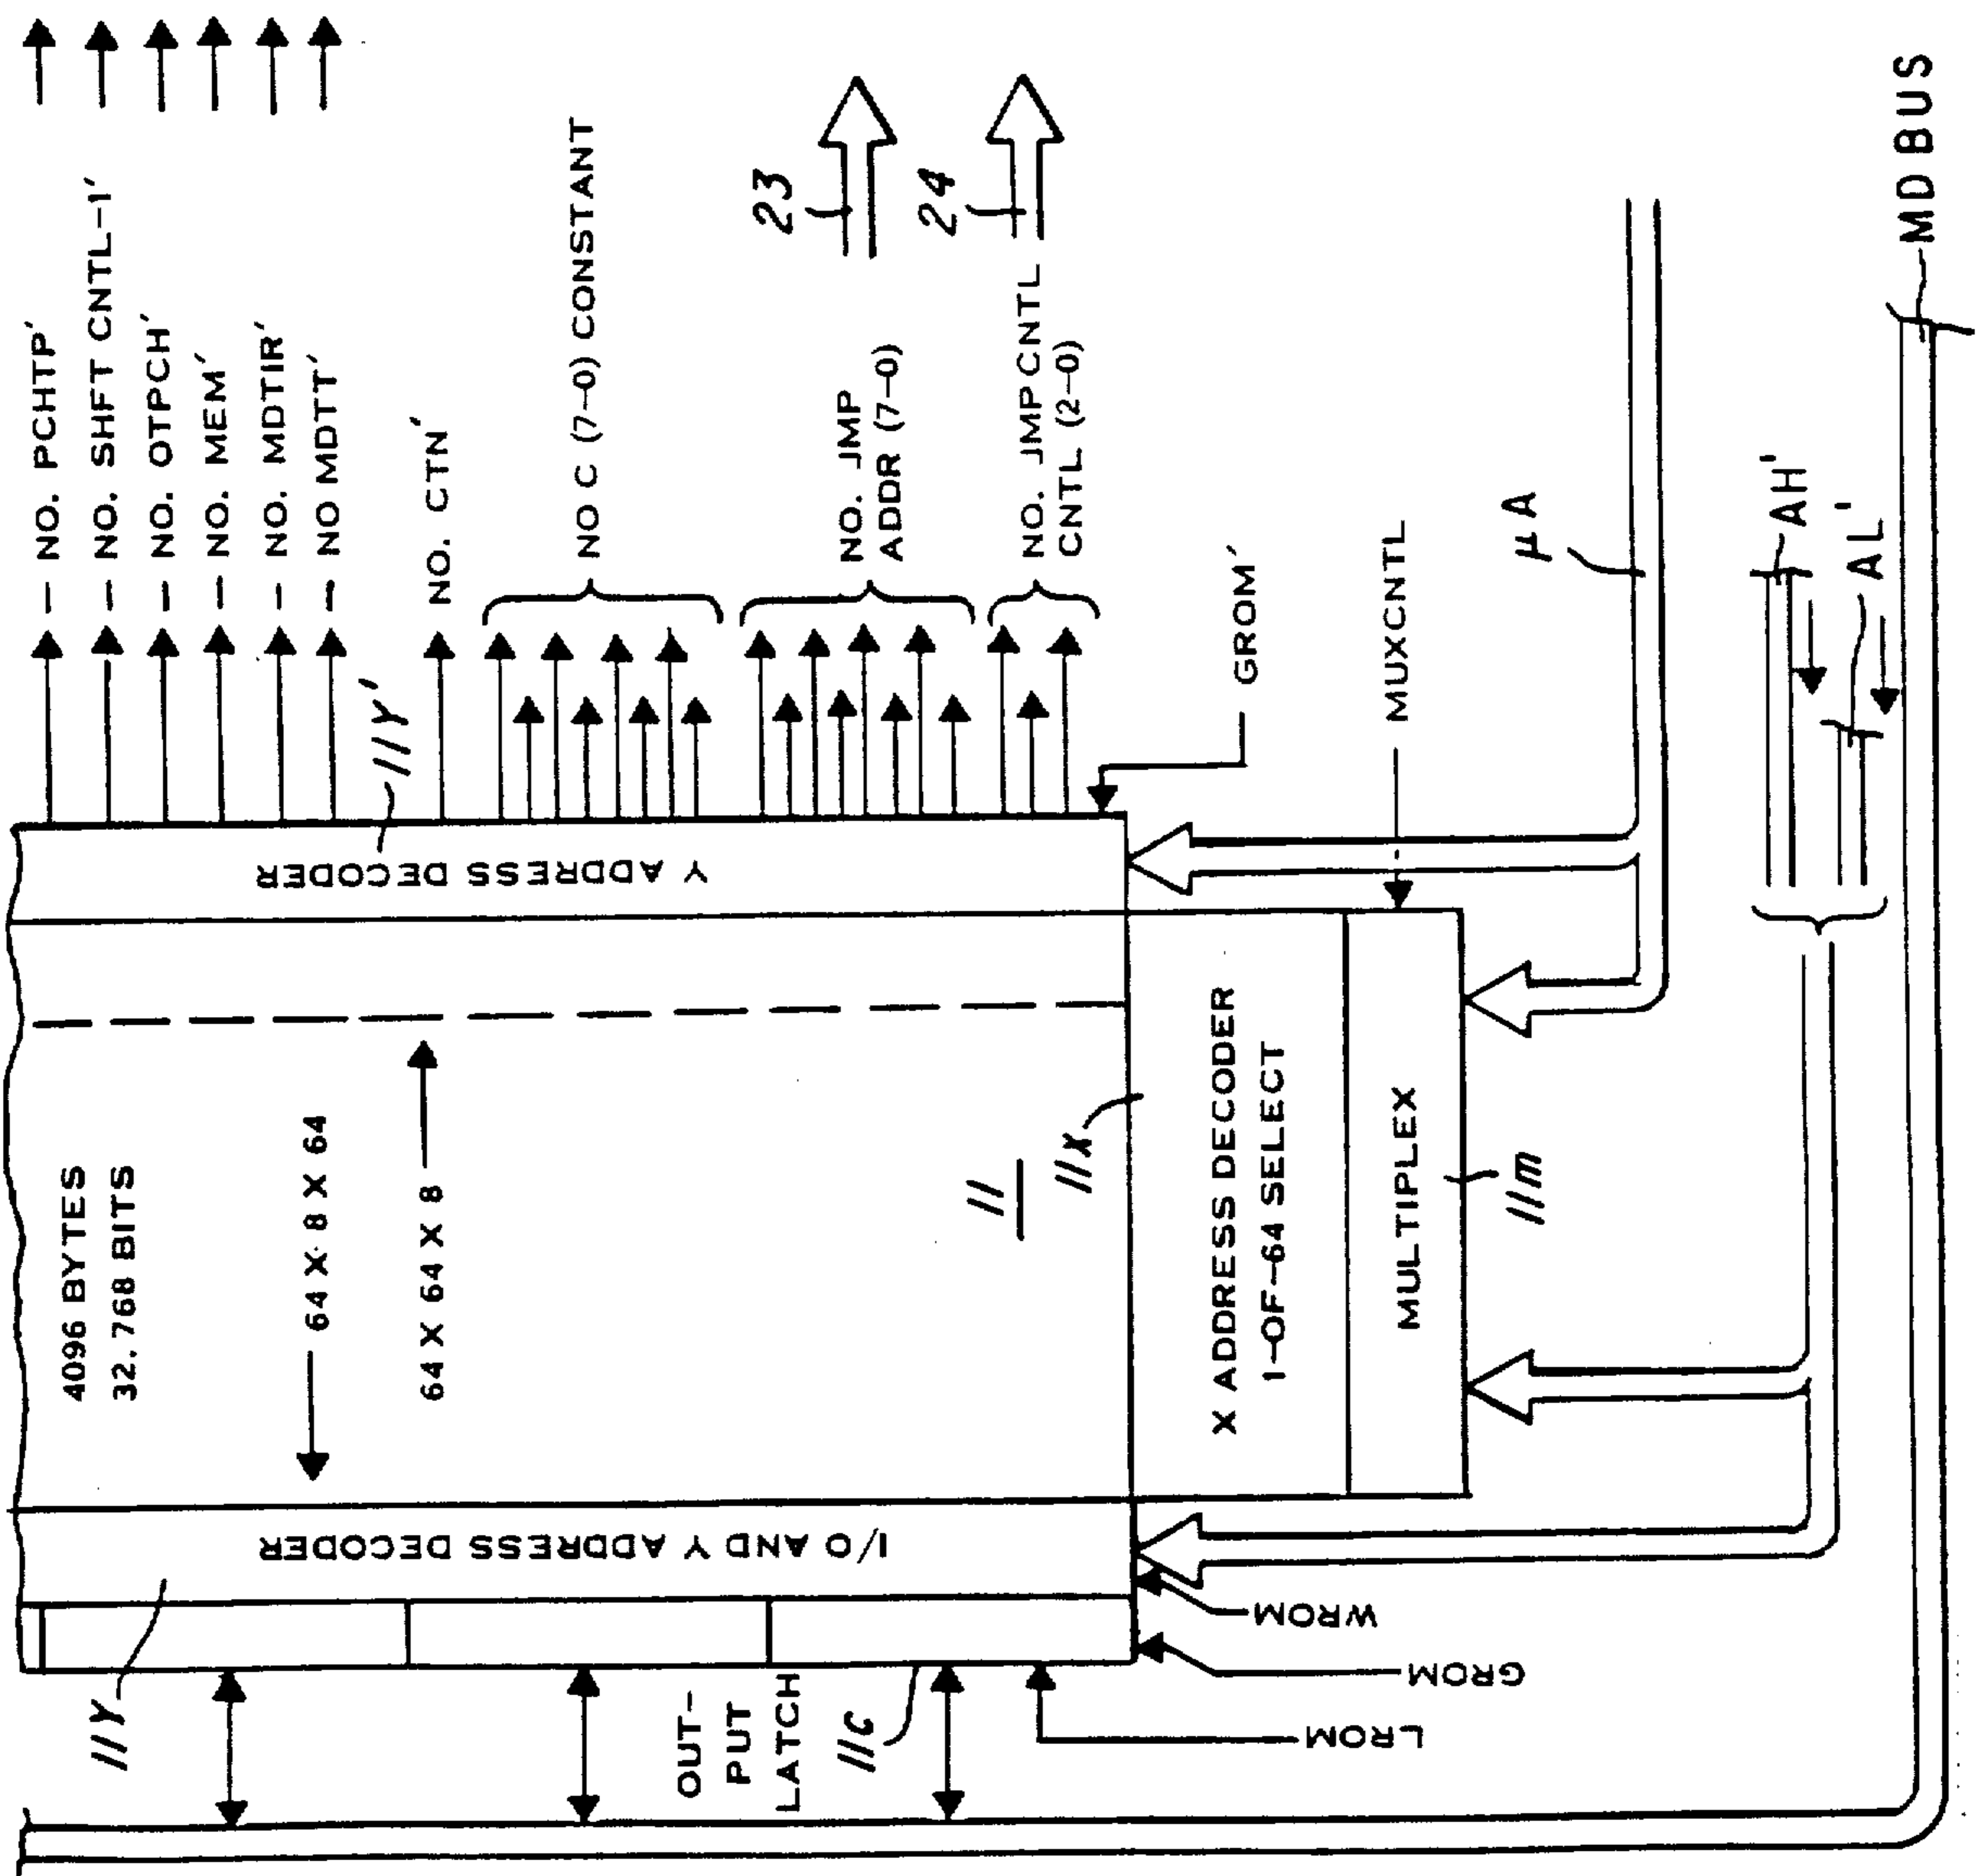 — NO. PCHTP'
— NO. SHFT CNTL-1'
— NO. OTPCH'
— NO. MEM'
— NO. MDTIR'
— NO MDTT'
NO. CTN'
NO C (7-0) CONSTANT
NO. JMP
ADDR (7-0)
23
NO. JMPCNTL
CNTL (2-0)
24
11Y'
Y ADDRESS DECODER
GROM'
MUXCNTL
µA
AH'
AL'
MD BUS
4096 BYTES
32.768 BITS
64 X 8 X 64
64 X 64 X 8
11
11X
X ADDRESS DECODER
1-OF-64 SELECT
MULTIPLEX
11m
I/O AND Y ADDRESS DECODER
11Y
OUT-
PUT
LATCH
11C
WROM
GROM
LROM